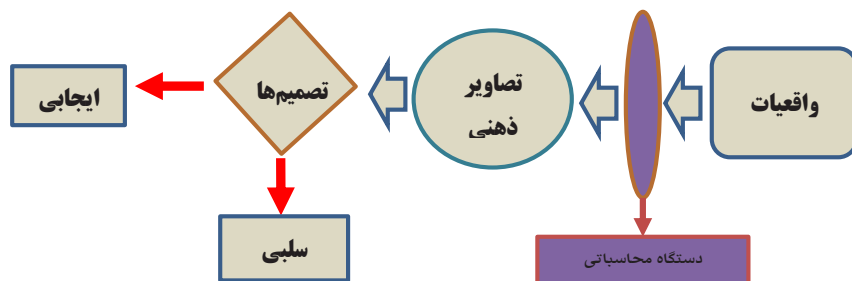 واقعیات
تصاویر
ذهنی
تصمیم‌ها
ایجابی
سلبی
دستگاه محاسباتی